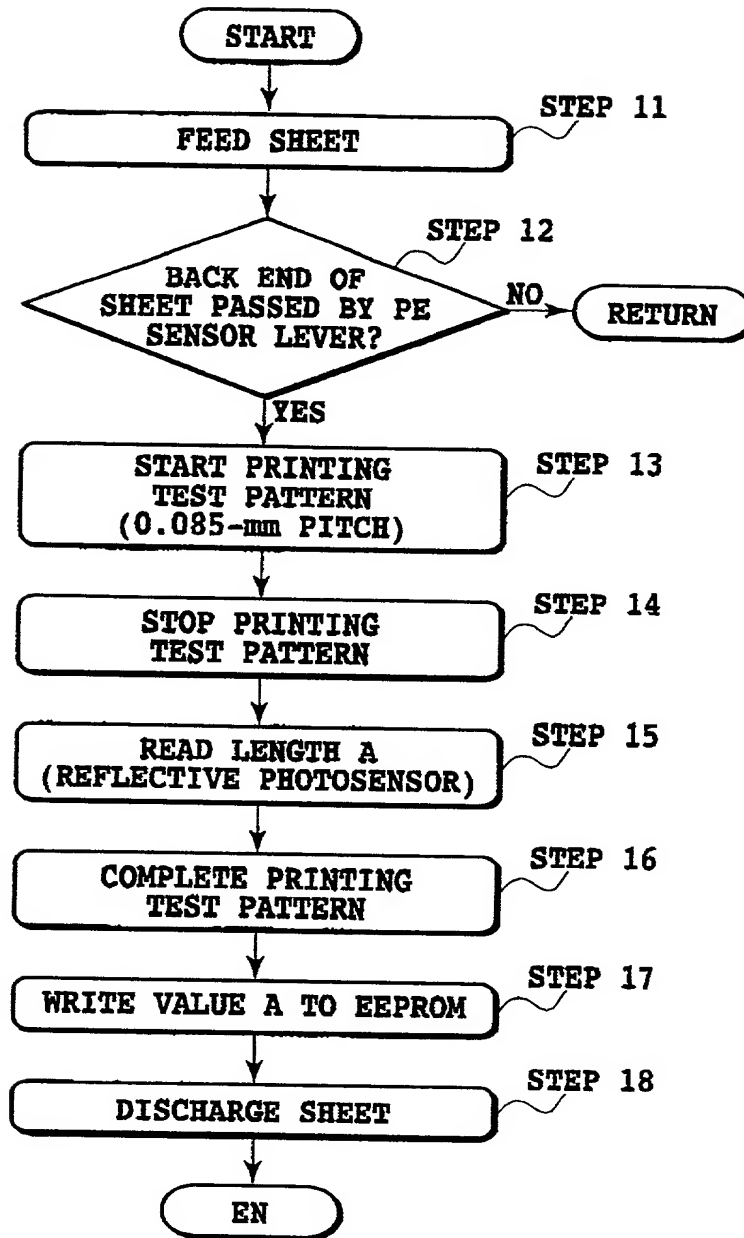 START
STEP 11
FEED SHEET
STEP 12
BACK END OF
SHEET PASSED BY PE
SENSOR LEVER?
NO
RETURN
YES
STEP 13
START PRINTING
TEST PATTERN
(0.085-mm PITCH)
STEP 14
STOP PRINTING
TEST PATTERN
STEP 15
READ LENGTH A
(REFLECTIVE PHOTOSENSOR)
STEP 16
COMPLETE PRINTING
TEST PATTERN
STEP 17
WRITE VALUE A TO EEPROM
STEP 18
DISCHARGE SHEET
EN